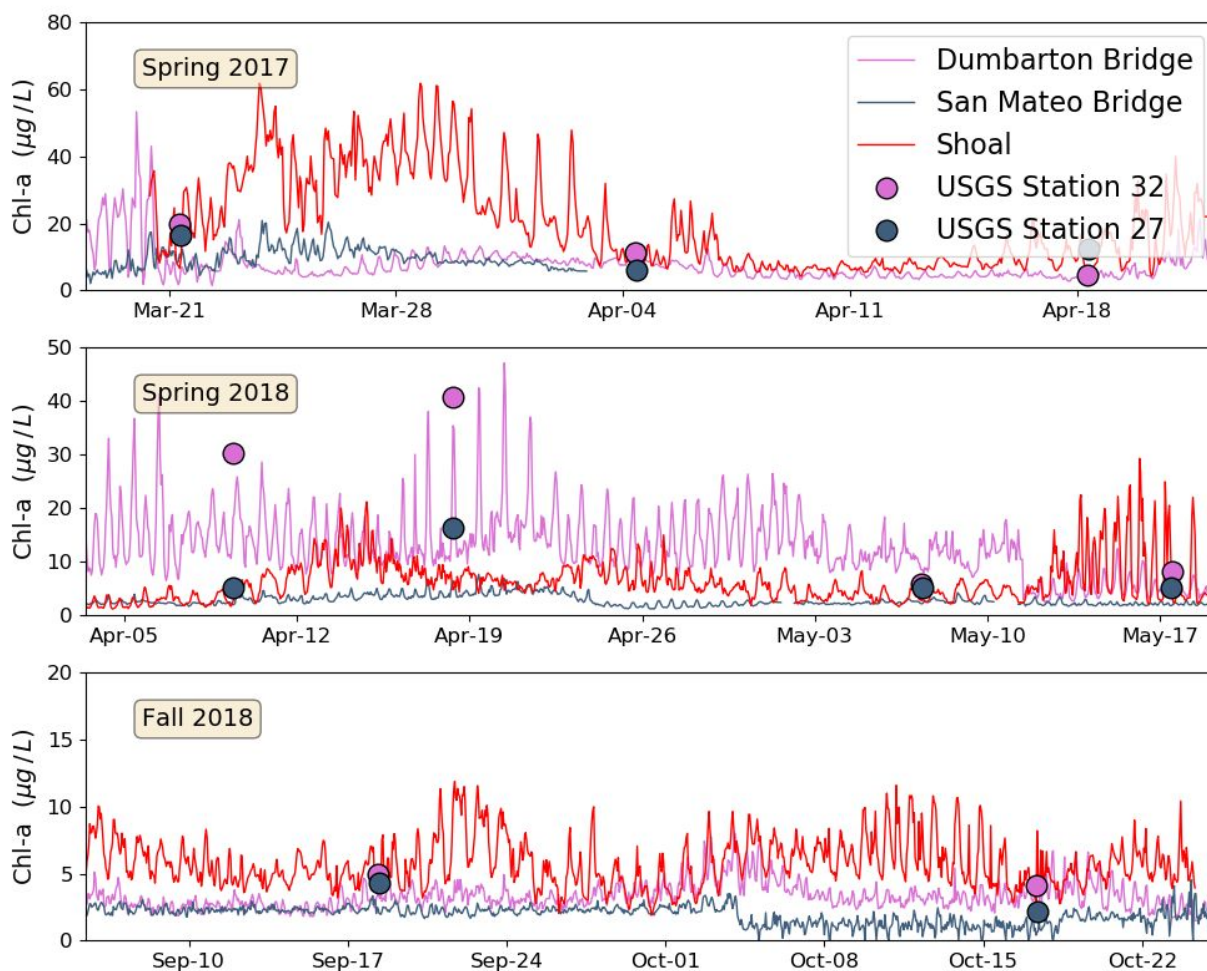 80
60
40
20
0
Chl-a (μg/L)
Spring 2017
Dumbarton Bridge
San Mateo Bridge
Shoal
USGS Station 32
USGS Station 27
Mar-21 Mar-28 Apr-04 Apr-11 Apr-18
50
40
30
20
10
0
Chl-a (μg/L)
Spring 2018
Apr-05 Apr-12 Apr-19 Apr-26 May-03 May-10 May-17
20
15
10
5
0
Chl-a (μg/L)
Fall 2018
Sep-10 Sep-17 Sep-24 Oct-01 Oct-08 Oct-15 Oct-22